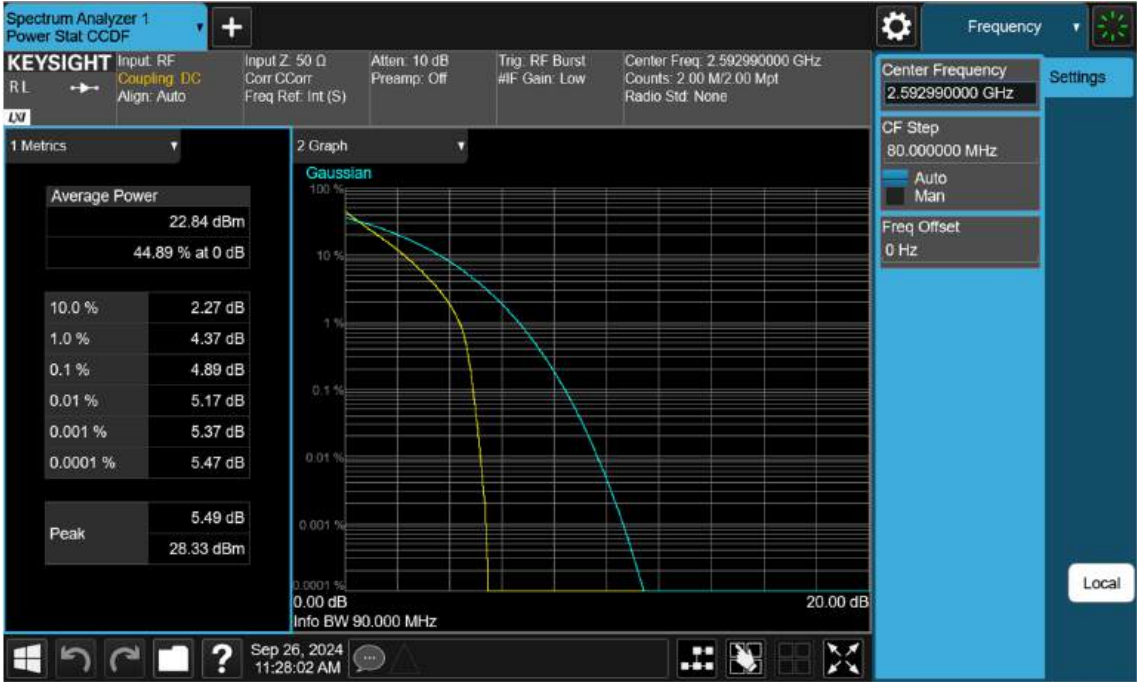 Spectrum Analyzer 1
Power Stat CCDF
+
Frequency
KEYSIGHT
RL
LXI
Input: RF
Coupling: DC
Align: Auto
Input Z: 50 Ω
Corr CCorr
Freq Ref: Int (S)
Atten: 10 dB
Preamp: Off
Trig: RF Burst
#IF Gain: Low
Center Freq: 2.592990000 GHz
Counts: 2.00 M/2.00 Mpt
Radio Std: None
Center Frequency
2.592990000 GHz
Settings
CF Step
80.000000 MHz
Auto
Man
Freq Offset
0 Hz
Local
1 Metrics
Average Power
22.84 dBm
44.89 % at 0 dB
10.0 % 2.27 dB
1.0 % 4.37 dB
0.1 % 4.89 dB
0.01 % 5.17 dB
0.001 % 5.37 dB
0.0001 % 5.47 dB
Peak 5.49 dB
28.33 dBm
2 Graph
Gaussian
100 %
10 %
1 %
0.1 %
0.01 %
0.001 %
0.0001 %
0.00 dB 20.00 dB
Info BW 90.000 MHz
?
Sep 26, 2024
11:28:02 AM